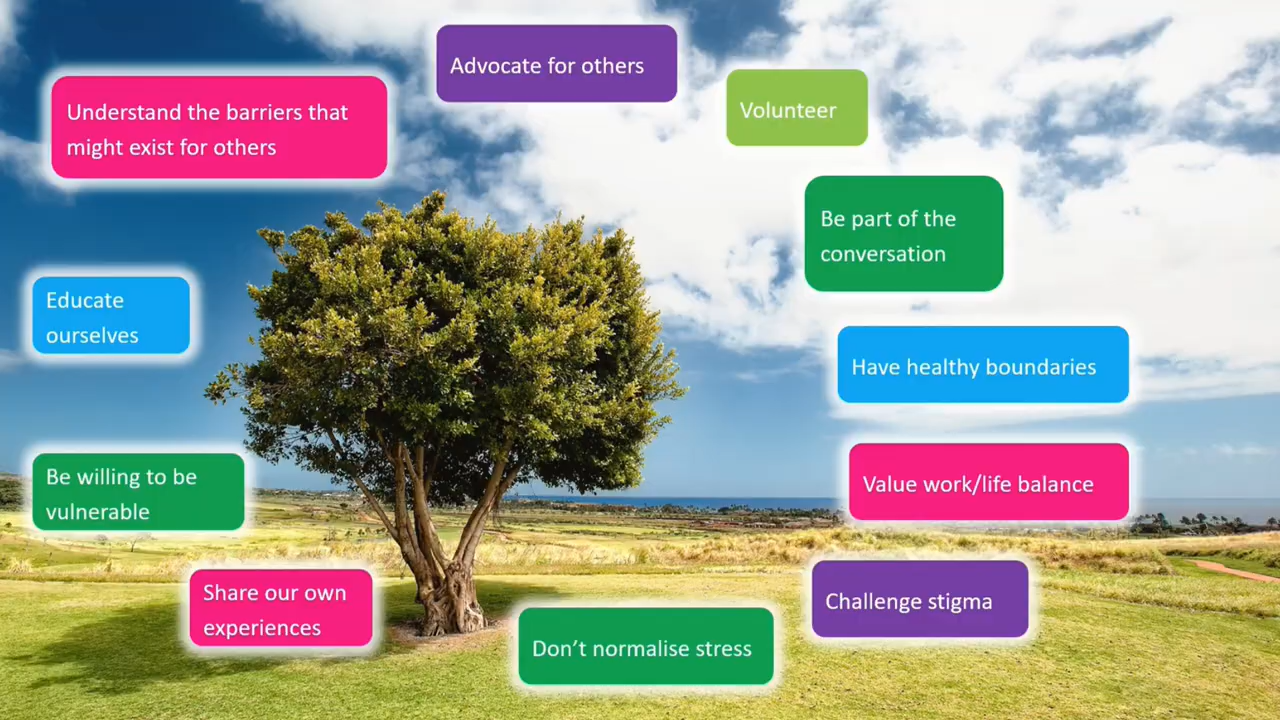 Advocate for others
Understand the barriers that
might exist for others
Volunteer
Be part of the
conversation
Educate
ourselves
Have healthy boundaries
Be willing to be
vulnerable
Value work/life balance
Share our own
experiences
Challenge stigma
Don’t normalise stress